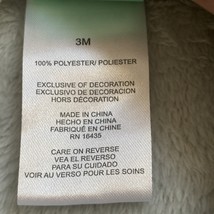 3M
100% POLYESTER/ POLIESTER
EXCLUSIVE OF DECORATION
EXCLUSIVO DE DECORACION
HORS DÉCORATION
MADE IN CHINA
HECHO EN CHINA
FABRIQUÉ EN CHINE
RN 16435
CARE ON REVERSE
VEA EL REVERSO
PARA SU CUIDADO
VOIR AU VERSO POUR LES SOINS